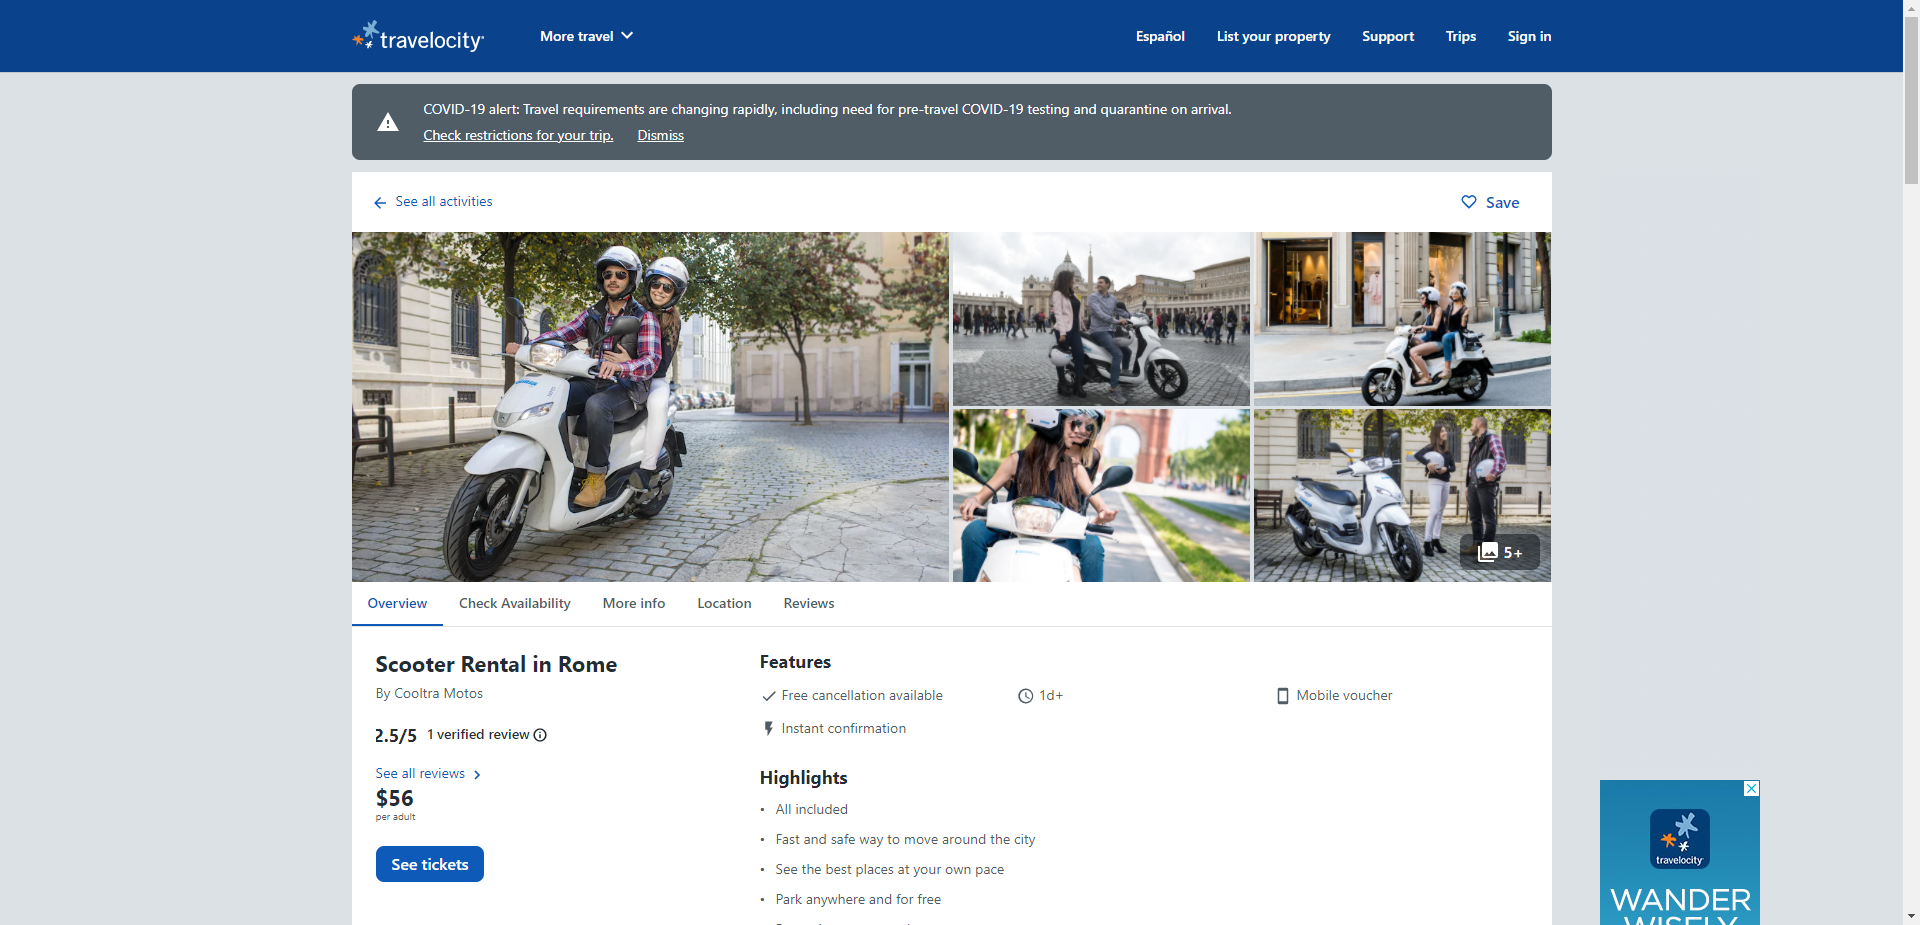 travelocity
More travel
Español
List your property
Support
Trips
Sign in
COVID-19 alert: Travel requirements are changing rapidly, including need for pre-travel COVID-19 testing and quarantine on arrival.
Check restrictions for your trip.
Dismiss
See all activities
Save
5+
Overview
Check Availability
More info
Location
Reviews
Scooter Rental in Rome
By Cooltra Motos
2.5/5 1 verified review
See all reviews
$56
per adult
See tickets
Features
Free cancellation available
1d+
Mobile voucher
Instant confirmation
Highlights
• All included
• Fast and safe way to move around the city
• See the best places at your own pace
• Park anywhere and for free
travelocity
WANDER
WISELY